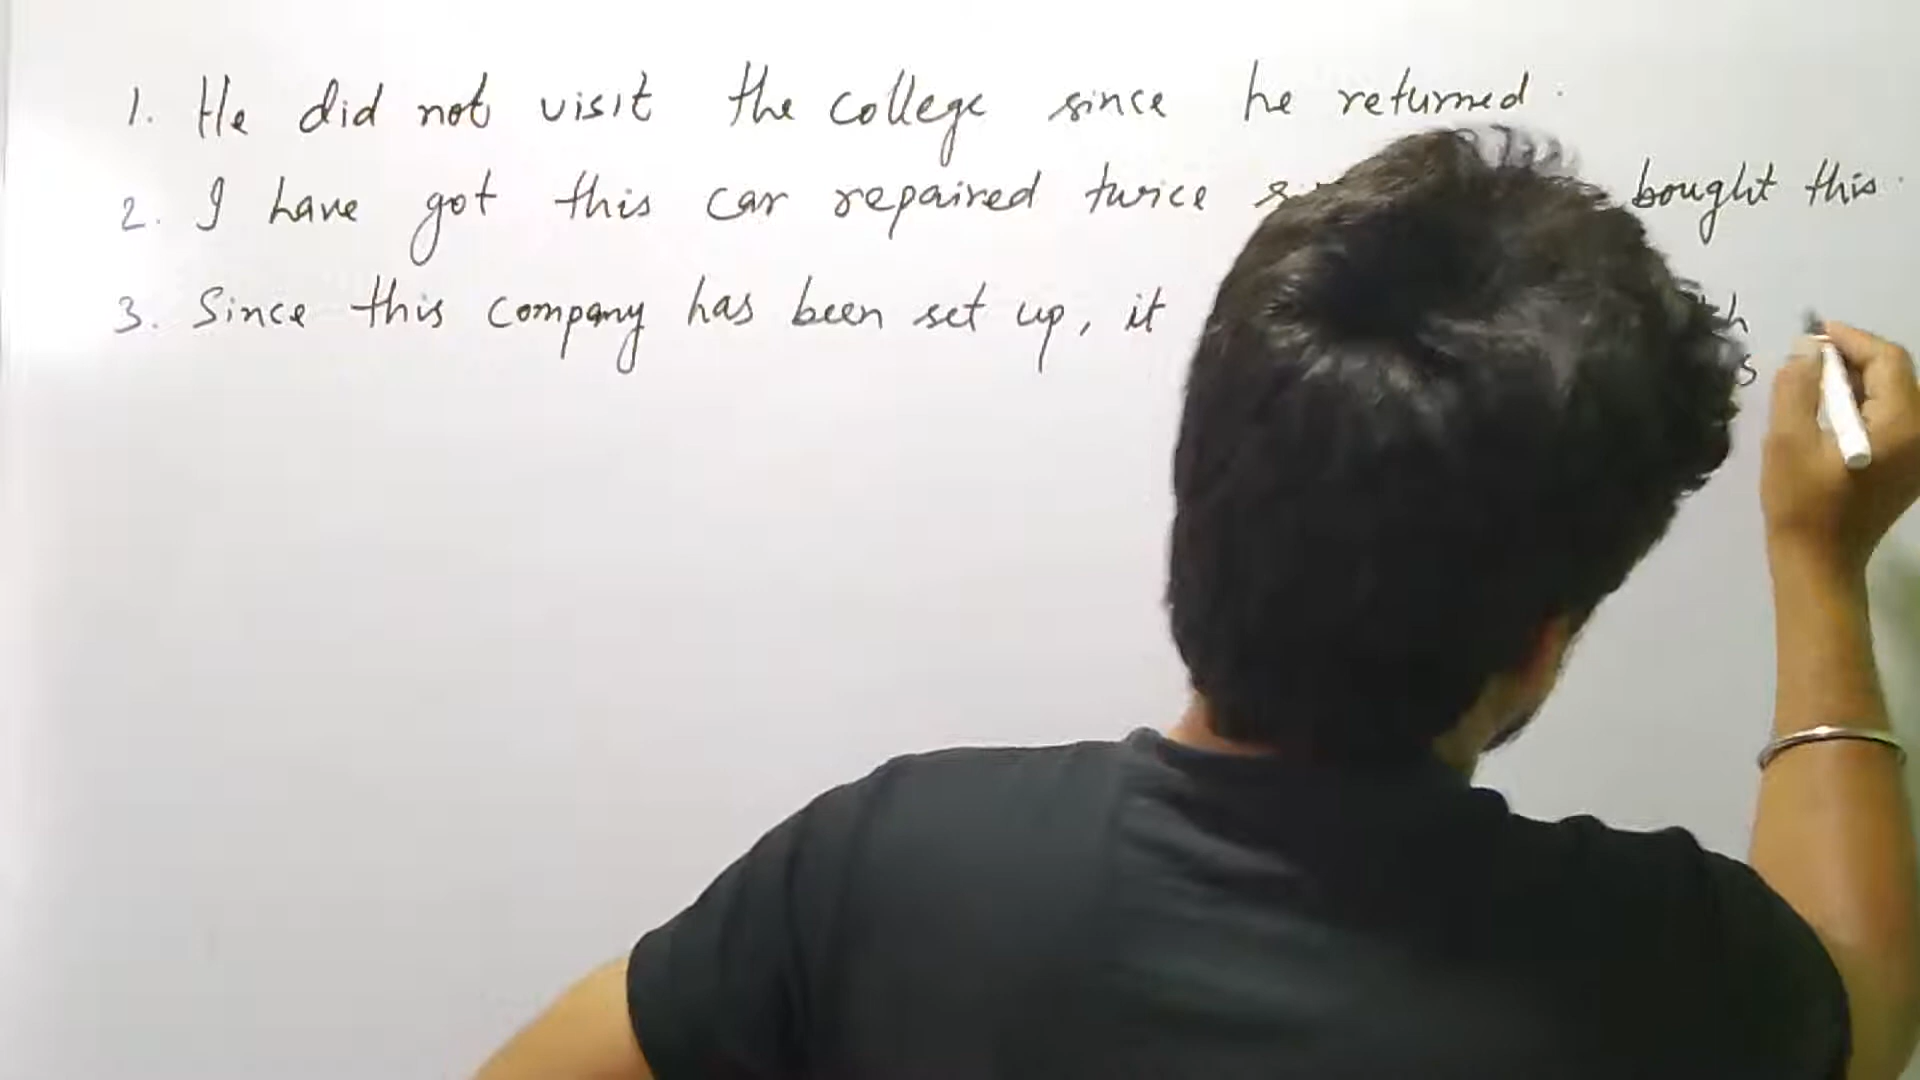 1. He did not visit the college since he returned.
2. I have got this car repaired twice bought this.
3. Since this company has been set up, it